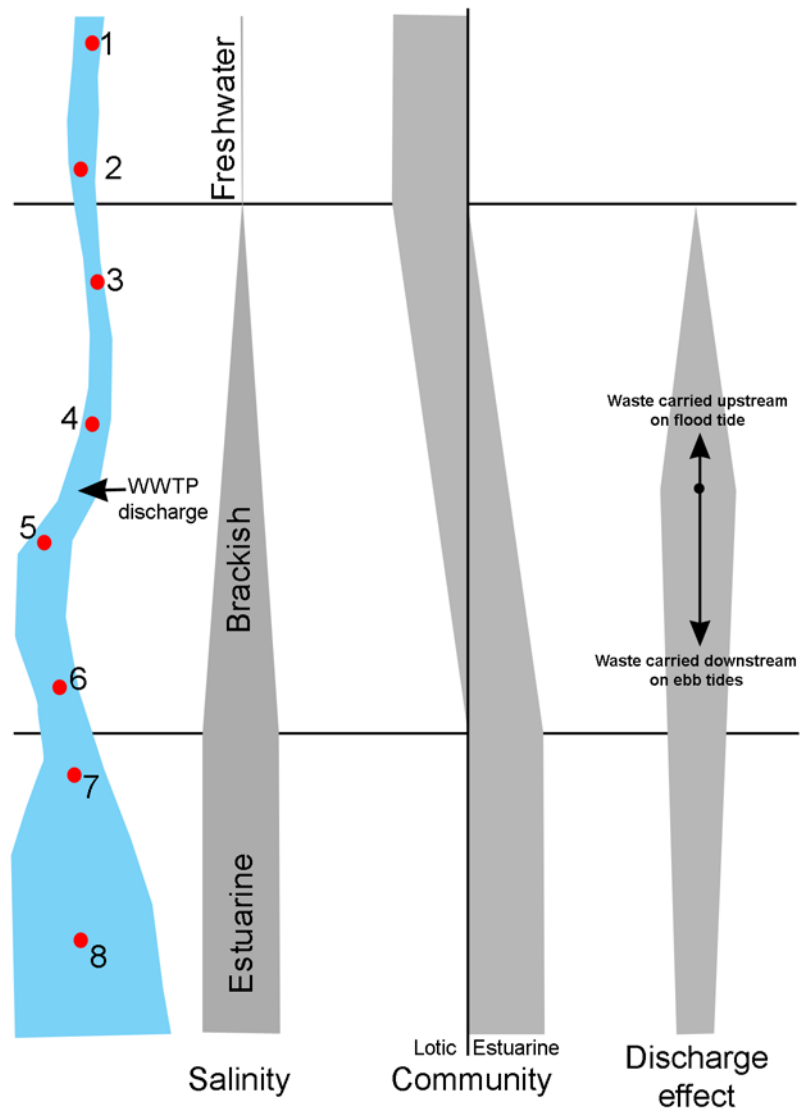 1
2
3
4
WWTP
discharge
5
6
7
8
Freshwater
Brackish
Estuarine
Salinity
Lotic
Estuarine
Community
Waste carried upstream
on flood tide
Waste carried downstream
on ebb tides
Discharge
effect